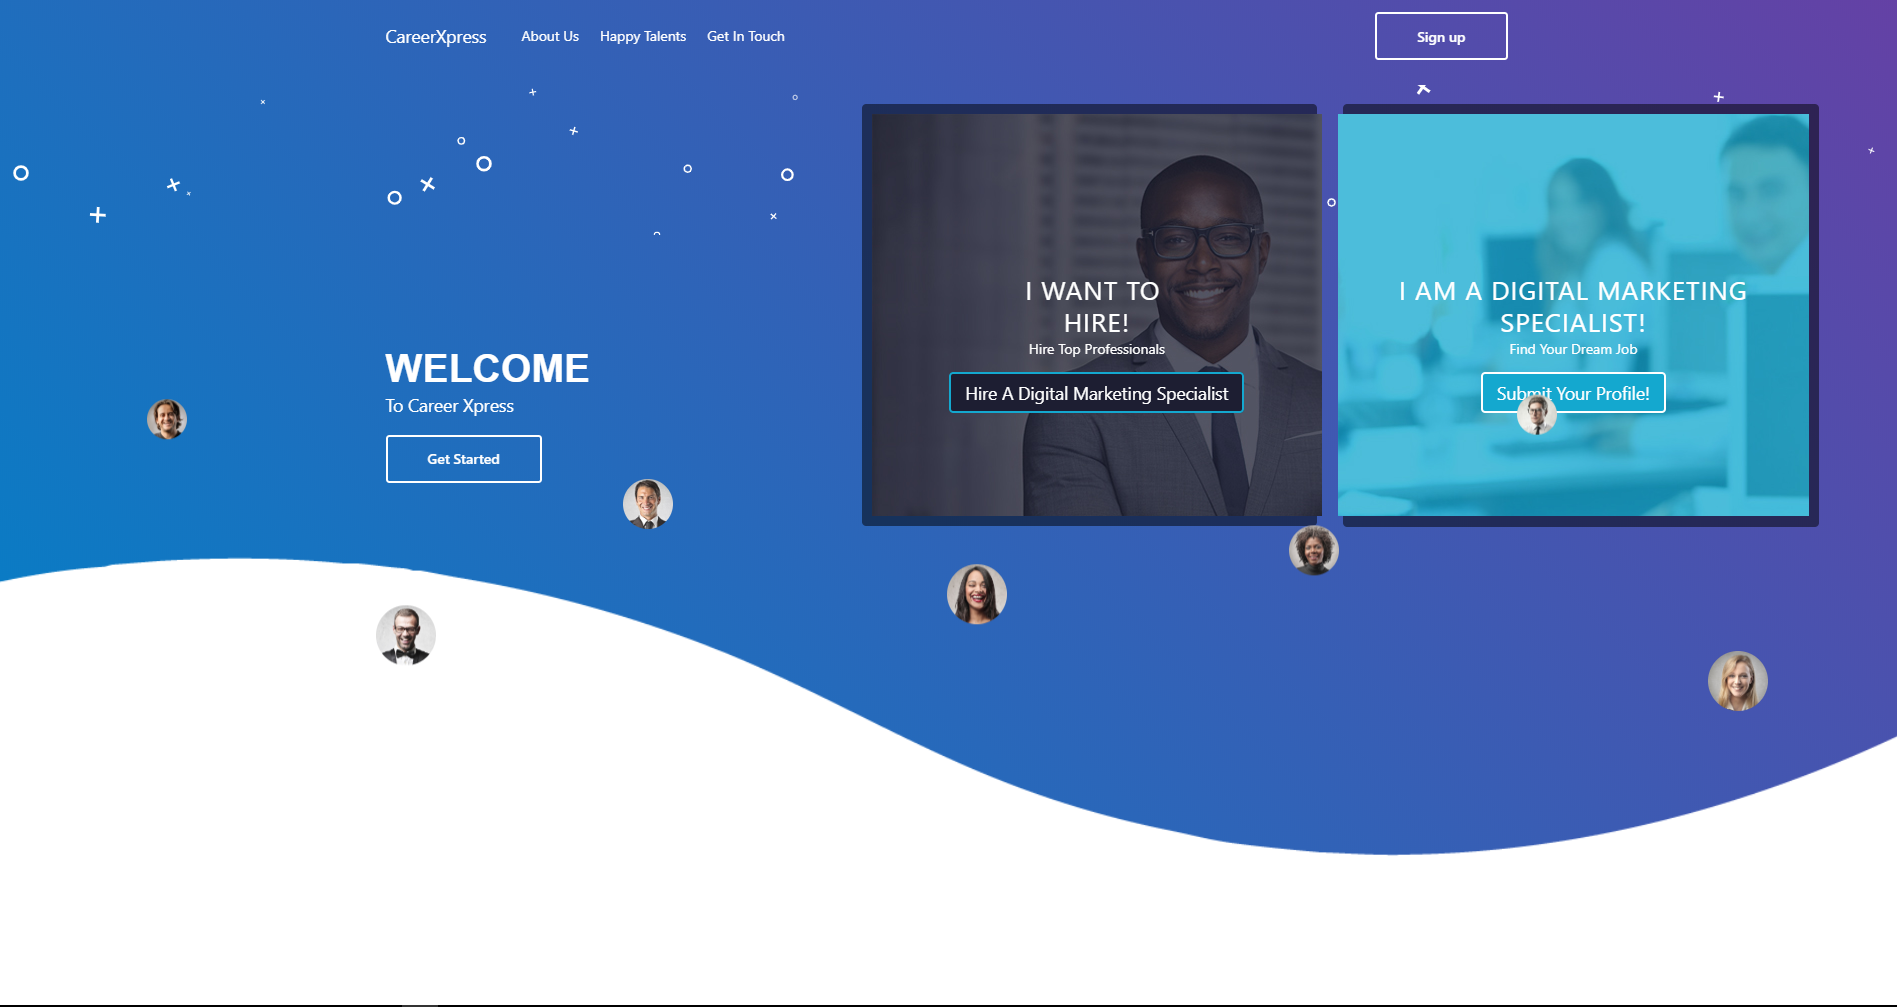 CareerXpress
About Us
Happy Talents
Get In Touch
Sign up
WELCOME
To Career Xpress
Get Started
I WANT TO
HIRE!
Hire Top Professionals
Hire A Digital Marketing Specialist
I AM A DIGITAL MARKETING
SPECIALIST!
Find Your Dream Job
Submit Your Profile!